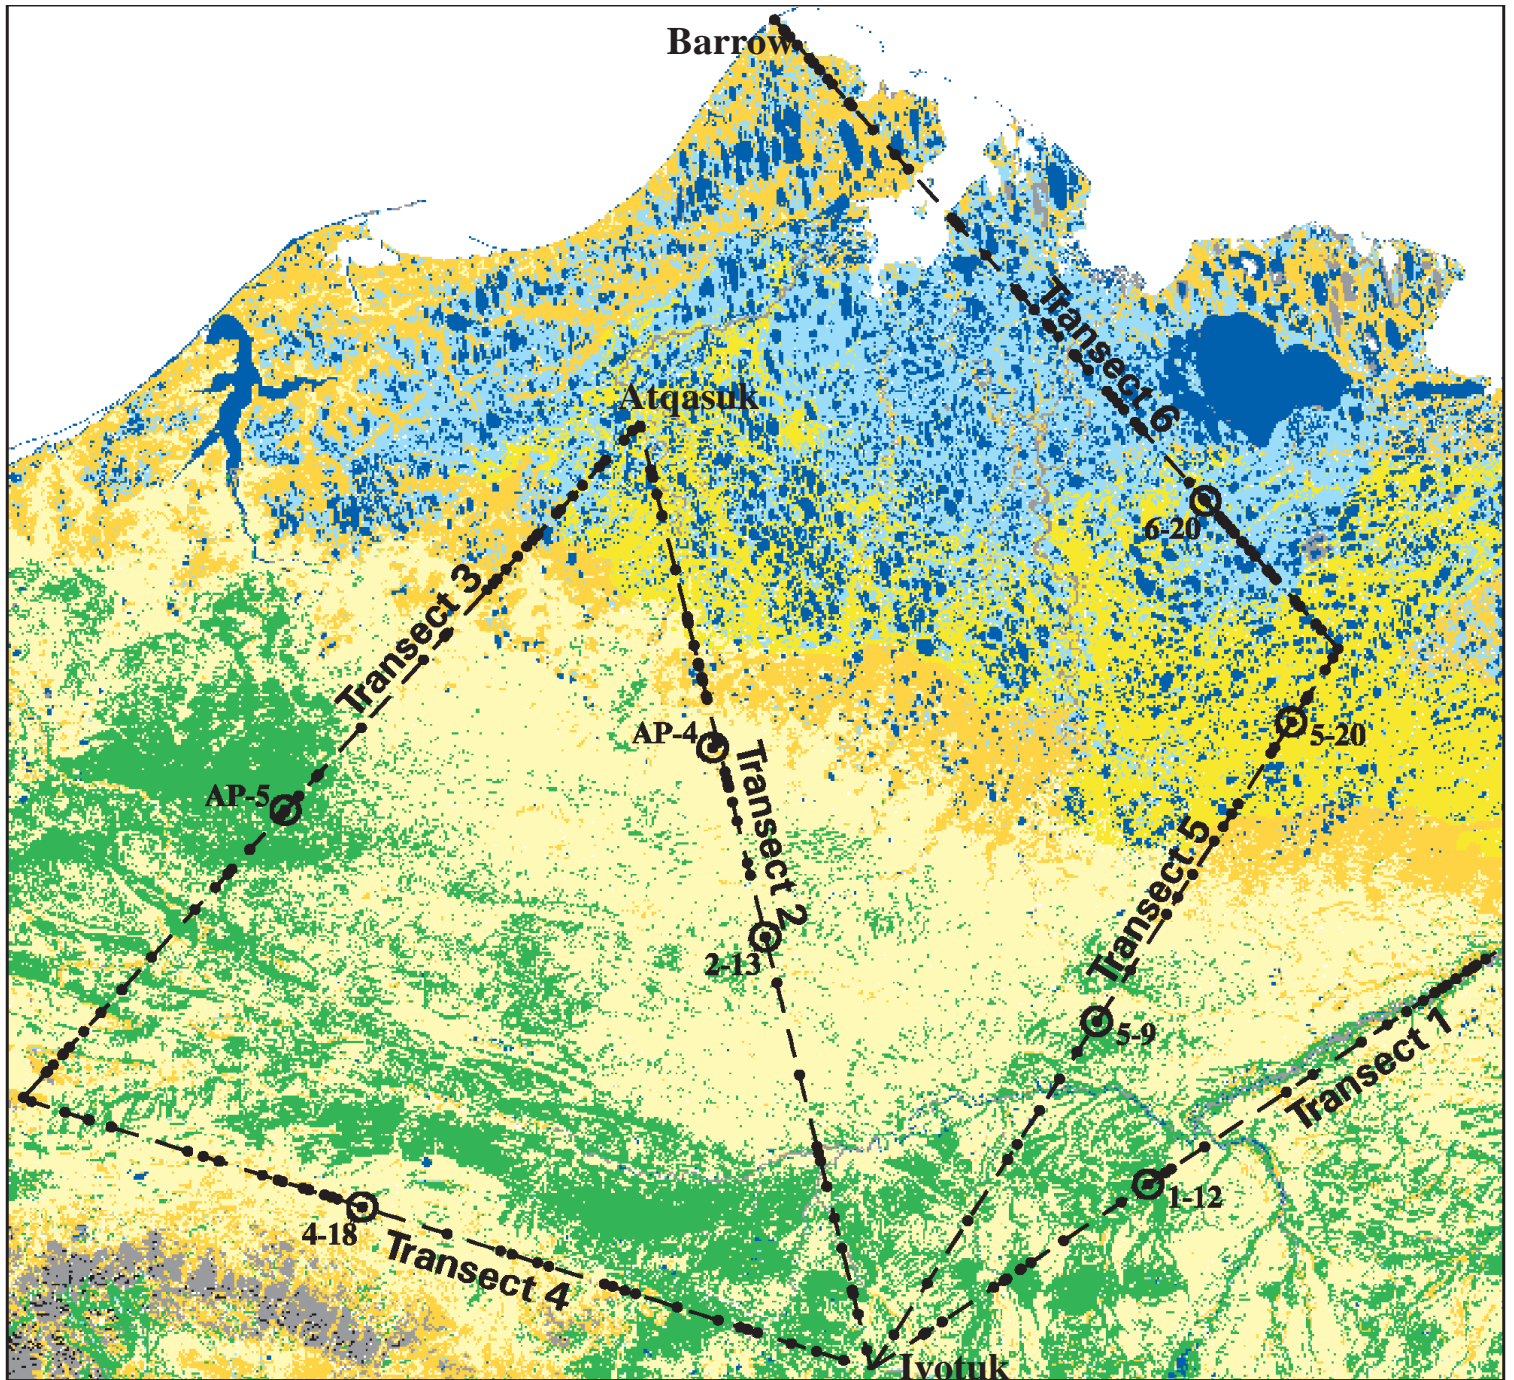 Barrow
Transect 6
Atqasuk
6-20
Transect 3
AP-4
5-20
Transect 2
AP-5
Transect 5
2-13
5-9
Transect 1
1-12
4-18
Transect 4
Ivotuk